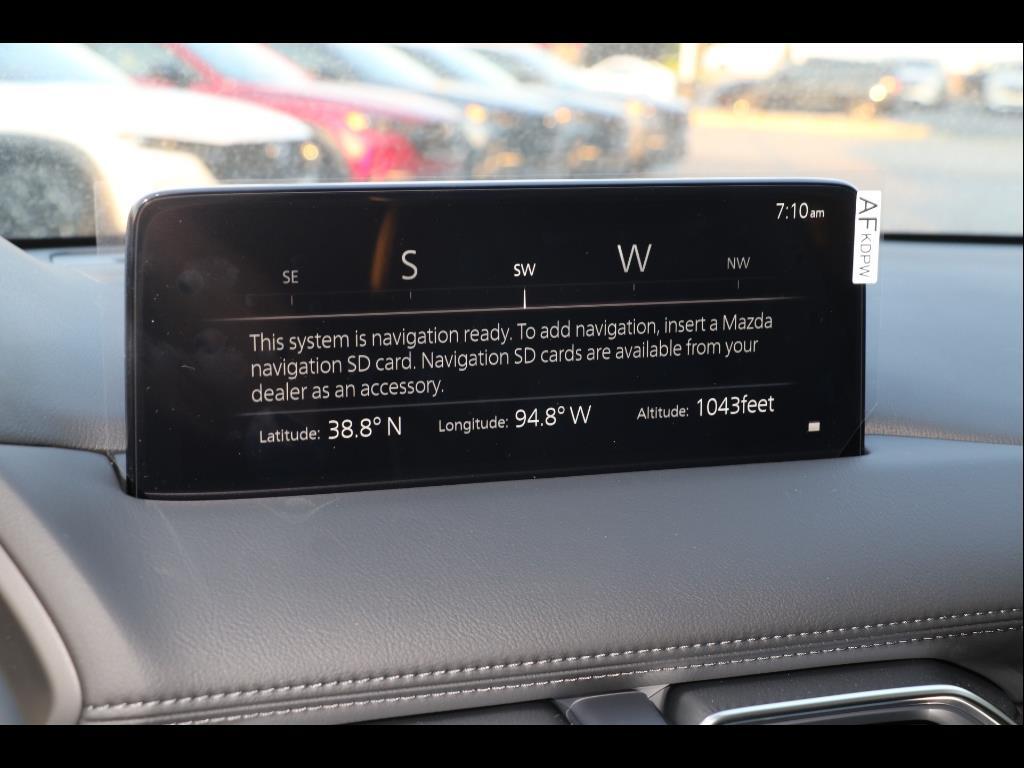 7:10am
AF
KDPW
SE S SW W NW
This system is navigation ready. To add navigation, insert a Mazda
navigation SD card. Navigation SD cards are available from your
dealer as an accessory.
Latitude: 38.8° N Longitude: 94.8° W Altitude: 1043feet